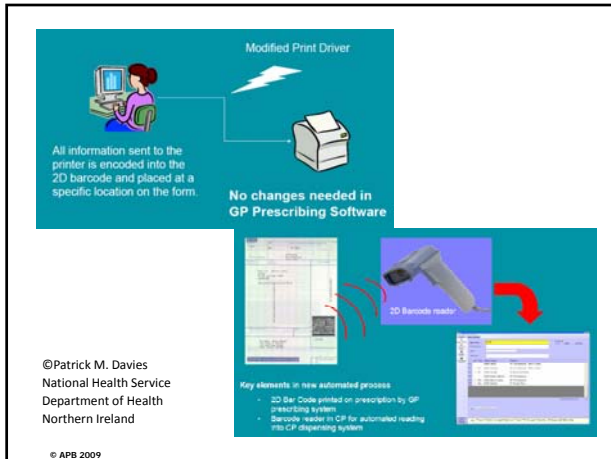 Modified Print Driver
All information sent to the
printer is encoded into the
2D barcode and placed at a
specific location on the form.
No changes needed in
GP Prescribing Software
2D Barcode reader
Key elements in new automated process
- 2D Bar Code printed on prescription by GP
prescribing system
- Barcode reader in CP for automated reading
into CP dispensing system
©Patrick M. Davies
National Health Service
Department of Health
Northern Ireland
© APB 2009